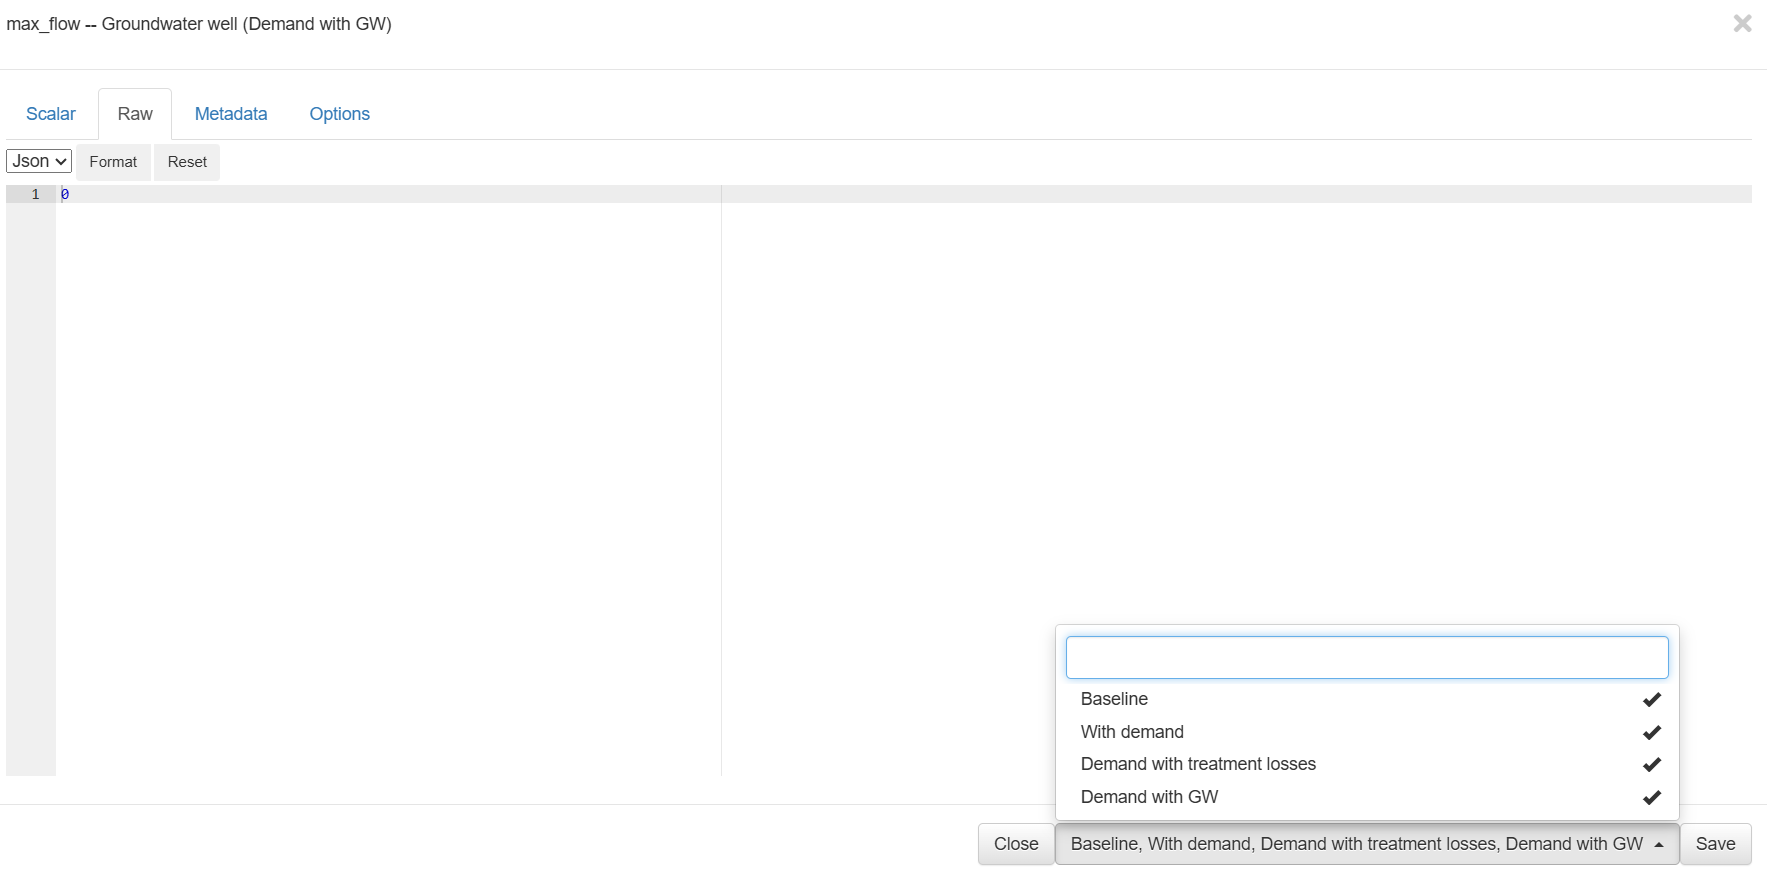 max_flow -- Groundwater well (Demand with GW)
Scalar Raw Metadata Options
Json Format Reset
1 0
Baseline
With demand
Demand with treatment losses
Demand with GW
Close Baseline, With demand, Demand with treatment losses, Demand with GW Save